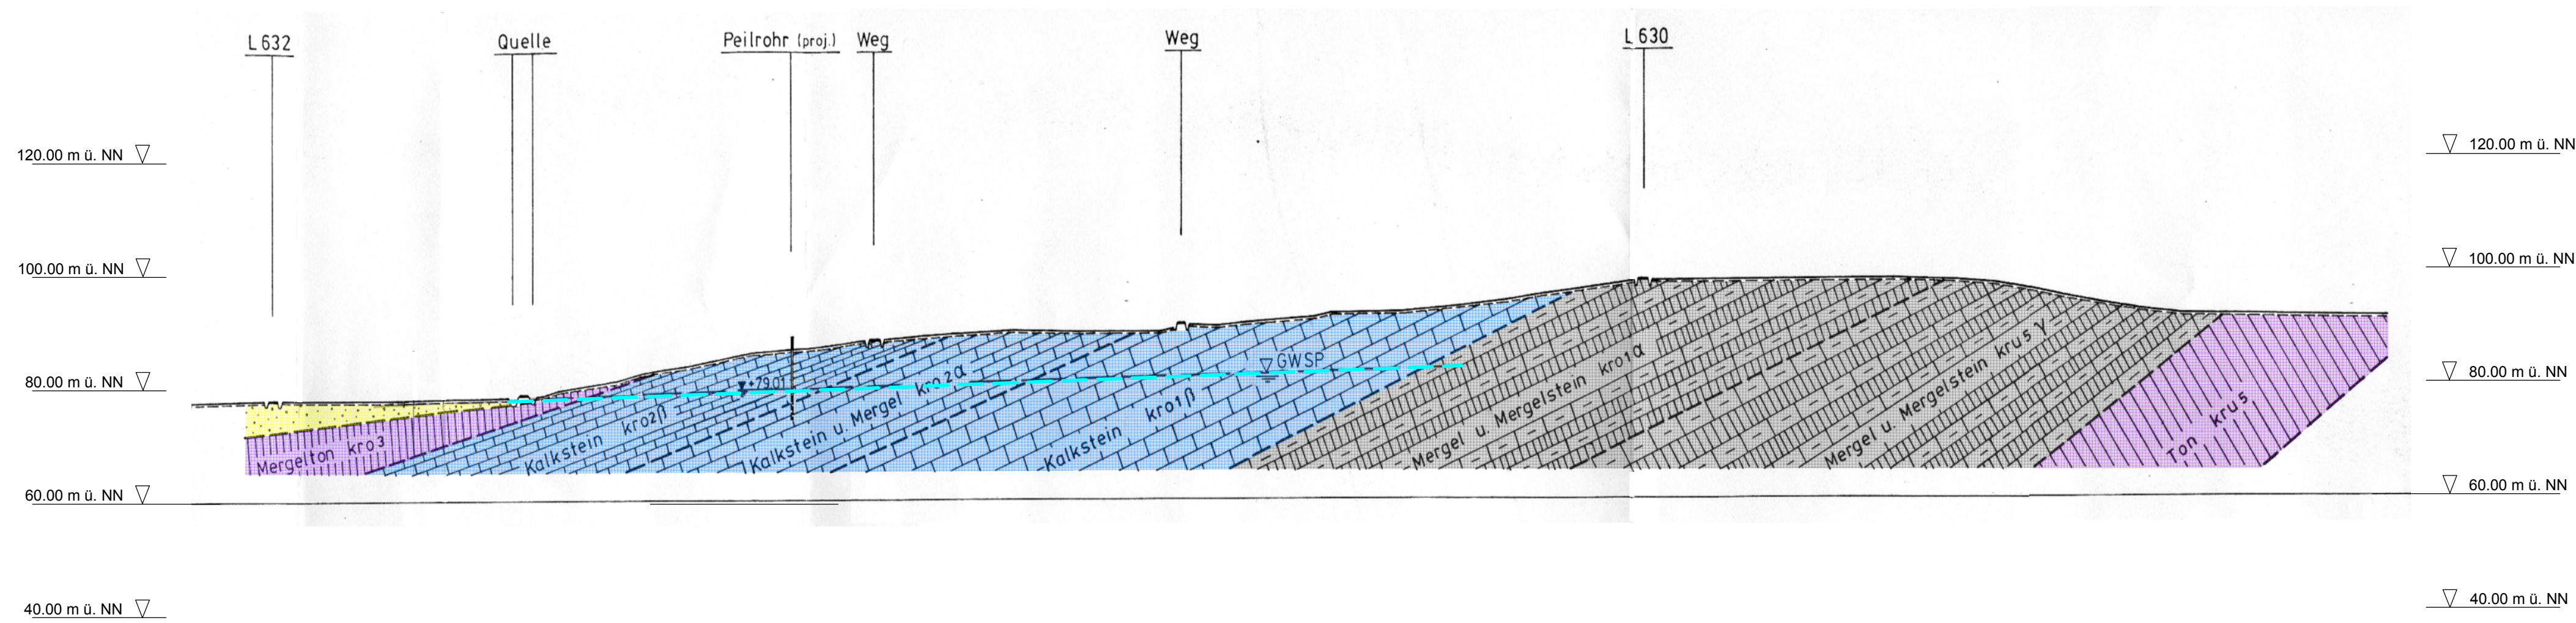 L 632
Quelle
Peilrohr (proj.)
Weg
Weg
L 630
120.00 m ü. NN
120.00 m ü. NN
100.00 m ü. NN
100.00 m ü. NN
GWSP
+79.01
80.00 m ü. NN
80.00 m ü. NN
Mergelton kro3
Kalkstein kro2β
Kalkstein u. Mergel kro2α
Kalkstein kro1β
Mergel u. Mergelstein kro1α
Mergel u. Mergelstein kru5γ
Ton kru5
60.00 m ü. NN
60.00 m ü. NN
40.00 m ü. NN
40.00 m ü. NN